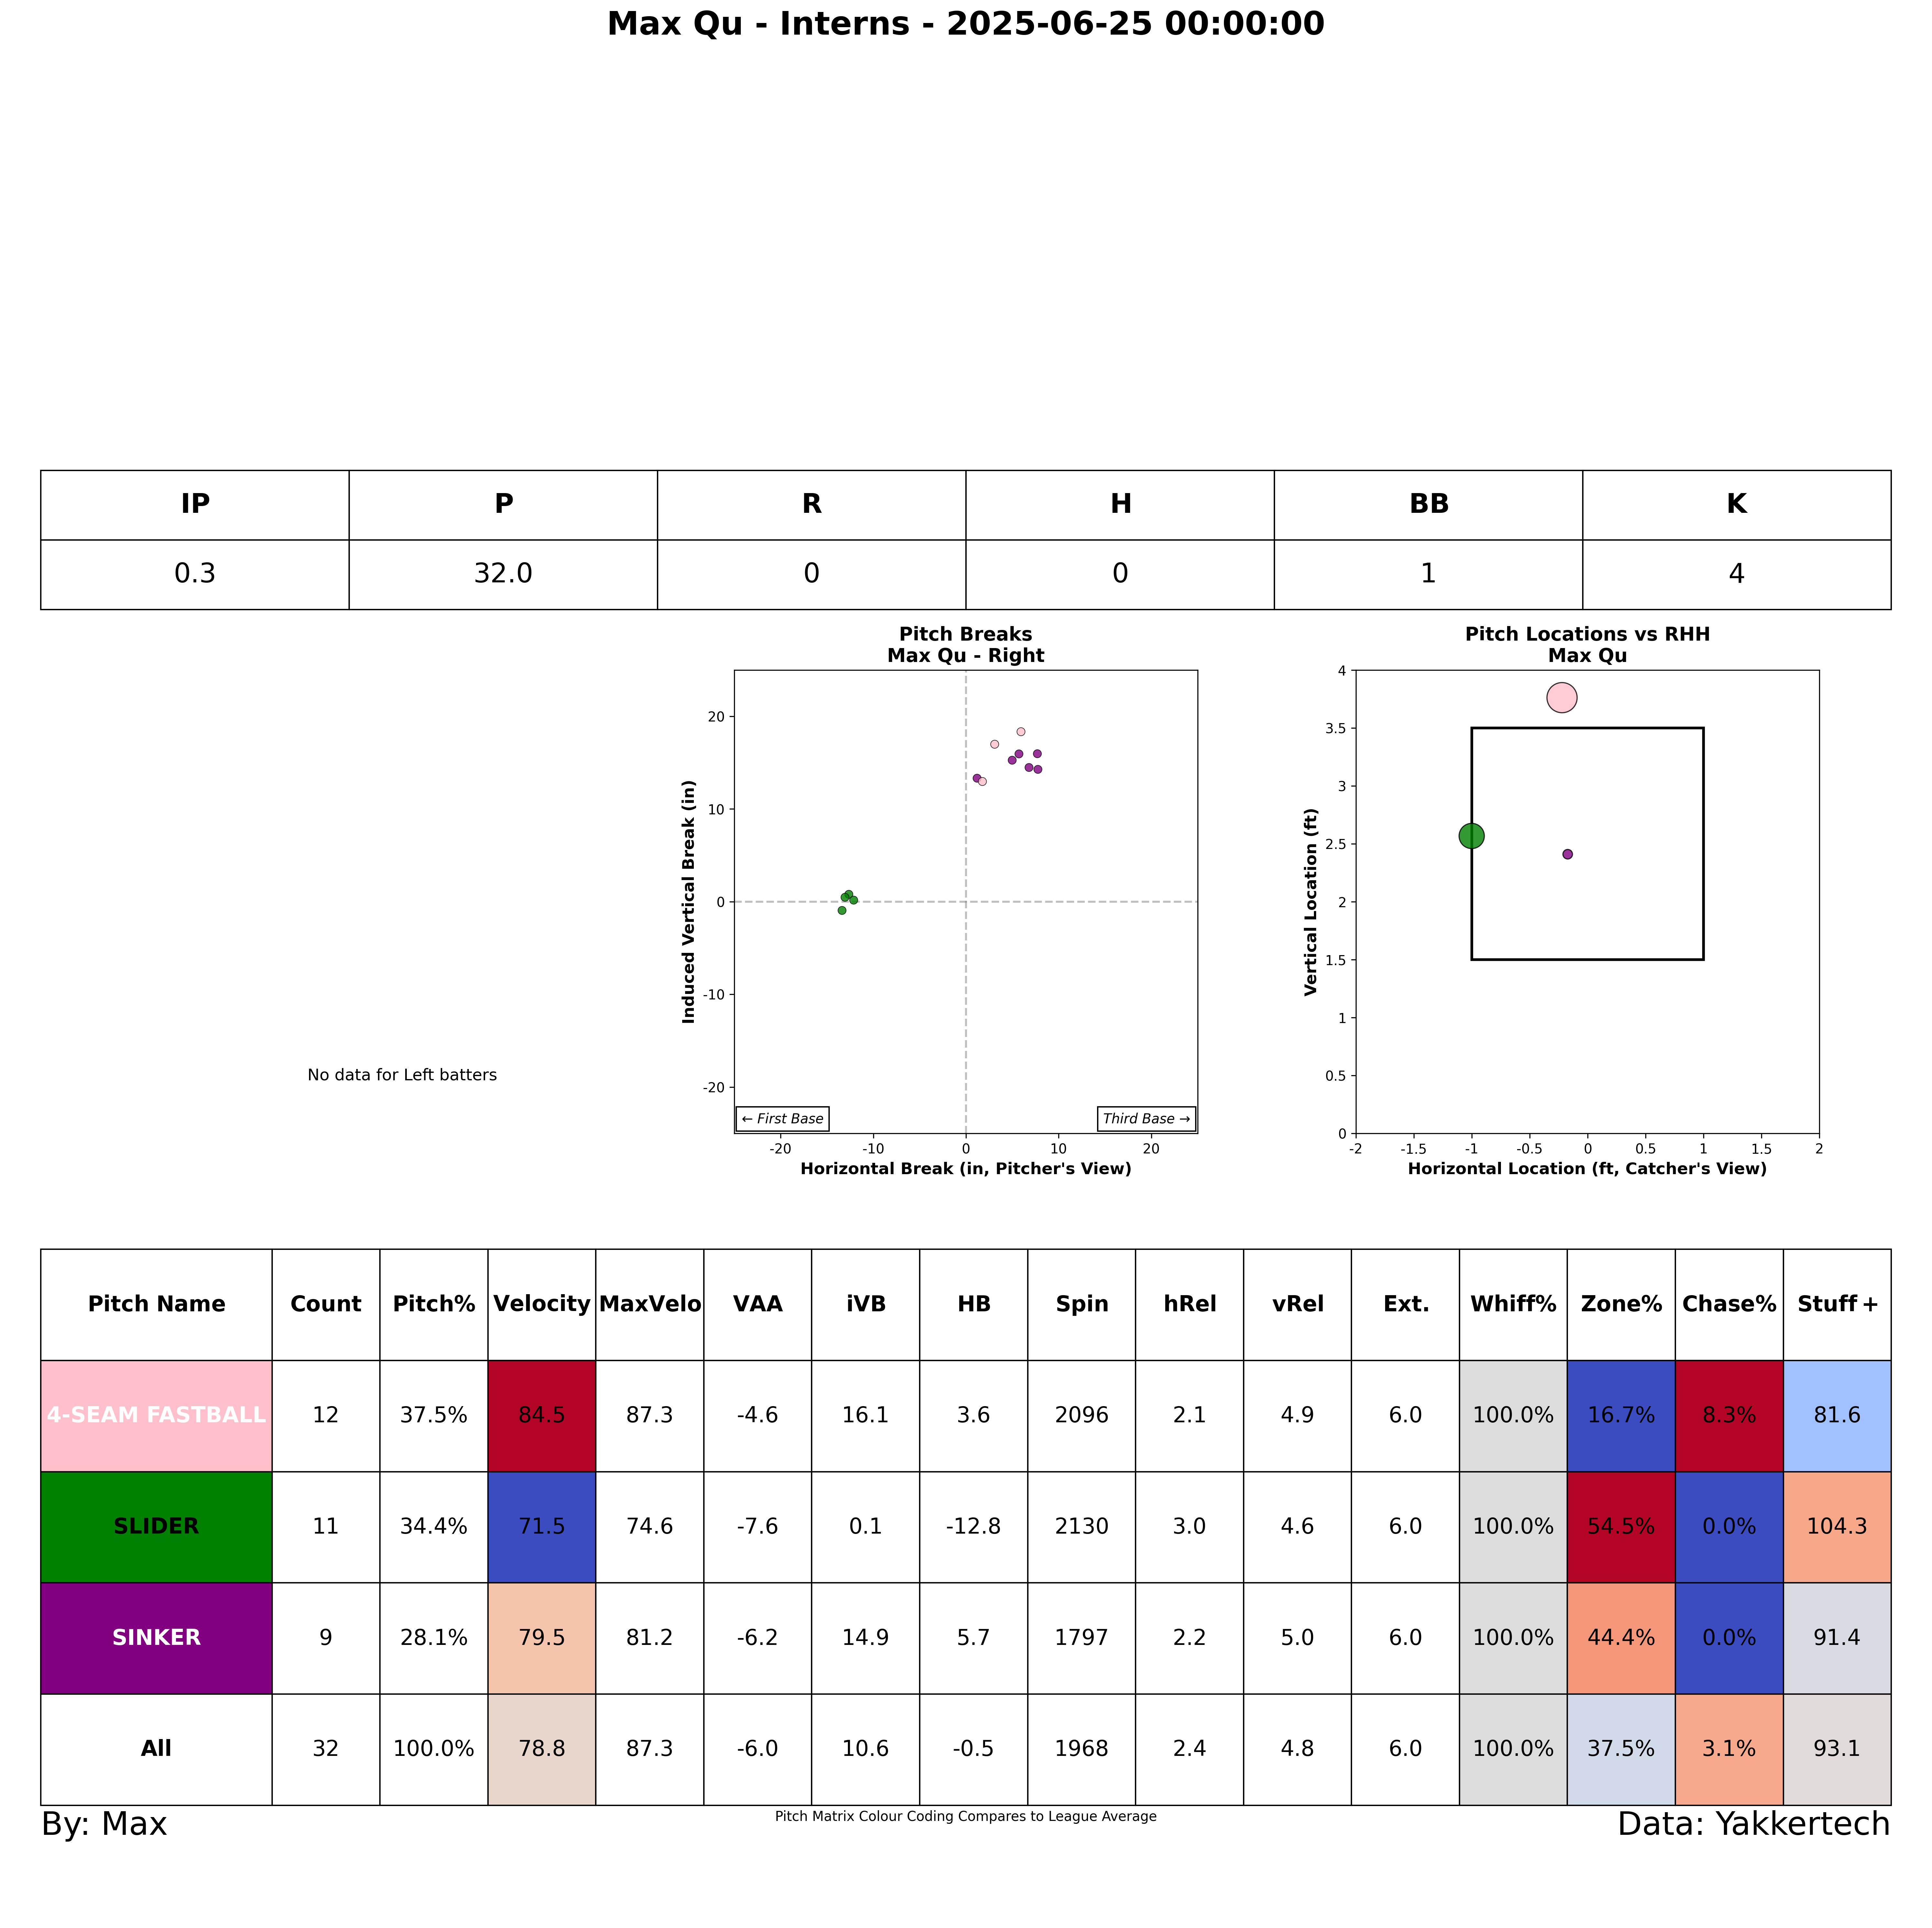 Max Qu - Interns - 2025-06-25 00:00:00
IP P R H BB K
0.3 32.0 0 0 1 4
No data for Left batters
Pitch Breaks
Max Qu - Right
Induced Vertical Break (in)
20
10
0
-10
-20
← First Base Third Base →
-20 -10 0 10 20
Horizontal Break (in, Pitcher's View)
Pitch Locations vs RHH
Max Qu
Vertical Location (ft)
4
3.5
3
2.5
2
1.5
1
0.5
0
-2 -1.5 -1 -0.5 0 0.5 1 1.5 2
Horizontal Location (ft, Catcher's View)
Pitch Name Count Pitch% Velocity MaxVelo VAA iVB HB Spin hRel vRel Ext. Whiff% Zone% Chase% Stuff+
4-SEAM FASTBALL 12 37.5% 84.5 87.3 -4.6 16.1 3.6 2096 2.1 4.9 6.0 100.0% 16.7% 8.3% 81.6
SLIDER 11 34.4% 71.5 74.6 -7.6 0.1 -12.8 2130 3.0 4.6 6.0 100.0% 54.5% 0.0% 104.3
SINKER 9 28.1% 79.5 81.2 -6.2 14.9 5.7 1797 2.2 5.0 6.0 100.0% 44.4% 0.0% 91.4
All 32 100.0% 78.8 87.3 -6.0 10.6 -0.5 1968 2.4 4.8 6.0 100.0% 37.5% 3.1% 93.1
By: Max
Pitch Matrix Colour Coding Compares to League Average
Data: Yakkertech